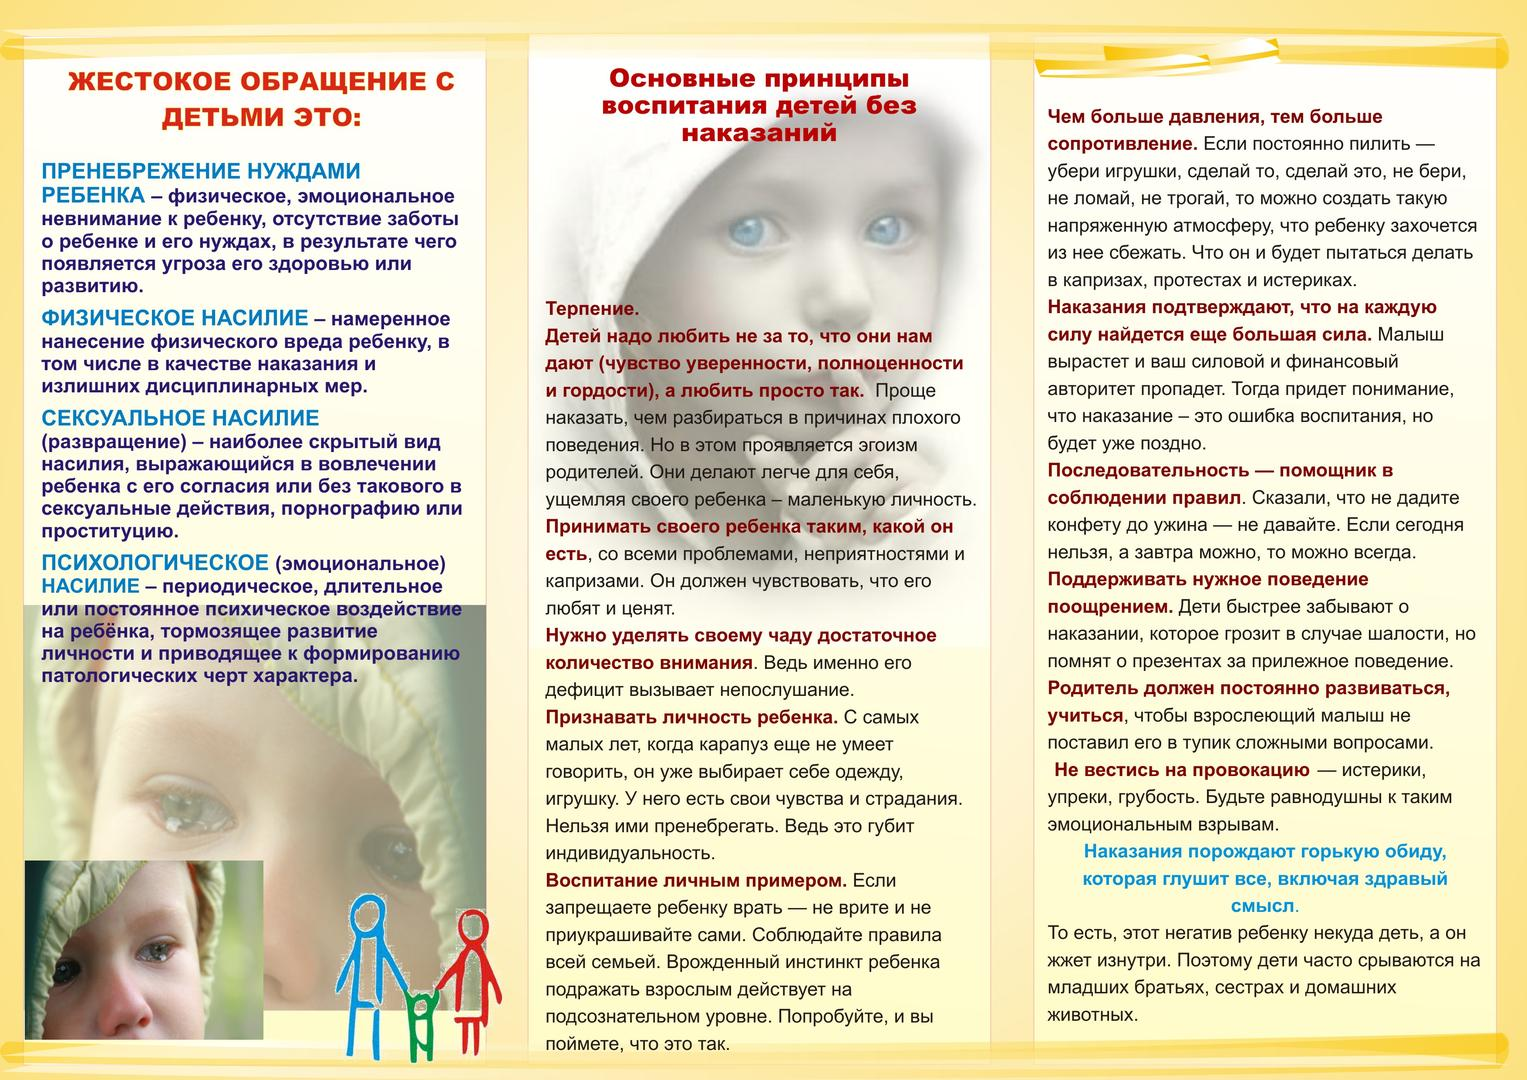 ЖЕСТОКОЕ ОБРАЩЕНИЕ С
ДЕТЬМИ ЭТО:
ПРЕНЕБРЕЖЕНИЕ НУЖДАМИ
РЕБЕНКА – физическое, эмоциональное
невнимание к ребенку, отсутствие заботы
о ребенке и его нуждах, в результате чего
появляется угроза его здоровью или
развитию.
ФИЗИЧЕСКОЕ НАСИЛИЕ – намеренное
нанесение физического вреда ребенку, в
том числе в качестве наказания и
излишних дисциплинарных мер.
СЕКСУАЛЬНОЕ НАСИЛИЕ
(развращение) – наиболее скрытый вид
насилия, выражающийся в вовлечении
ребенка с его согласия или без такового в
сексуальные действия, порнографию или
проституцию.
ПСИХОЛОГИЧЕСКОЕ (эмоциональное)
НАСИЛИЕ – периодическое, длительное
или постоянное психическое воздействие
на ребёнка, тормозящее развитие
личности и приводящее к формированию
патологических черт характера.
Основные принципы
воспитания детей без
наказаний
Терпение.
Детей надо любить не за то, что они нам
дают (чувство уверенности, полноценности
и гордости), а любить просто так. Проще
наказать, чем разбираться в причинах плохого
поведения. Но в этом проявляется эгоизм
родителей. Они делают легче для себя,
ущемляя своего ребенка – маленькую личность.
Принимать своего ребенка таким, какой он
есть, со всеми проблемами, неприятностями и
капризами. Он должен чувствовать, что его
любят и ценят.
Нужно уделять своему чаду достаточное
количество внимания. Ведь именно его
дефицит вызывает непослушание.
Признавать личность ребенка. С самых
малых лет, когда карапуз еще не умеет
говорить, он уже выбирает себе одежду,
игрушку. У него есть свои чувства и страдания.
Нельзя ими пренебрегать. Ведь это губит
индивидуальность.
Воспитание личным примером. Если
запрещаете ребенку врать — не врите и не
приукрашивайте сами. Соблюдайте правила
всей семьей. Врожденный инстинкт ребенка
подражать взрослым действует на
подсознательном уровне. Попробуйте, и вы
поймете, что это так.
Чем больше давления, тем больше
сопротивление. Если постоянно пилить —
убери игрушки, сделай то, сделай это, не бери,
не ломай, не трогай, то можно создать такую
напряженную атмосферу, что ребенку захочется
из нее сбежать. Что он и будет пытаться делать
в капризах, протестах и истериках.
Наказания подтверждают, что на каждую
силу найдется еще большая сила. Малыш
вырастет и ваш силовой и финансовый
авторитет пропадет. Тогда придет понимание,
что наказание – это ошибка воспитания, но
будет уже поздно.
Последовательность — помощник в
соблюдении правил. Сказали, что не дадите
конфету до ужина — не давайте. Если сегодня
нельзя, а завтра можно, то можно всегда.
Поддерживать нужное поведение
поощрением. Дети быстрее забывают о
наказании, которое грозит в случае шалости, но
помнят о презентах за прилежное поведение.
Родитель должен постоянно развиваться,
учиться, чтобы взрослеющий малыш не
поставил его в тупик сложными вопросами.
Не вестись на провокацию — истерики,
упреки, грубость. Будьте равнодушны к таким
эмоциональным взрывам.
Наказания порождают горькую обиду,
которая глушит все, включая здравый
смысл.
То есть, этот негатив ребенку некуда деть, а он
жжет изнутри. Поэтому дети часто срываются на
младших братьях, сестрах и домашних
животных.